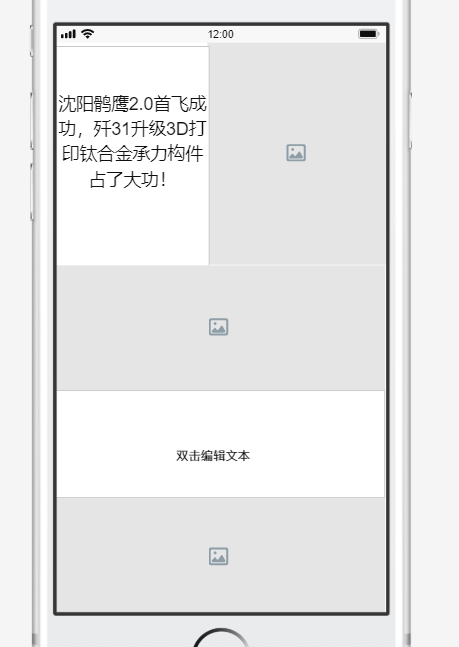 12:00
沈阳鹘鹰2.0首飞成
功，歼31升级3D打
印钛合金承力构件
占了大功！
双击编辑文本